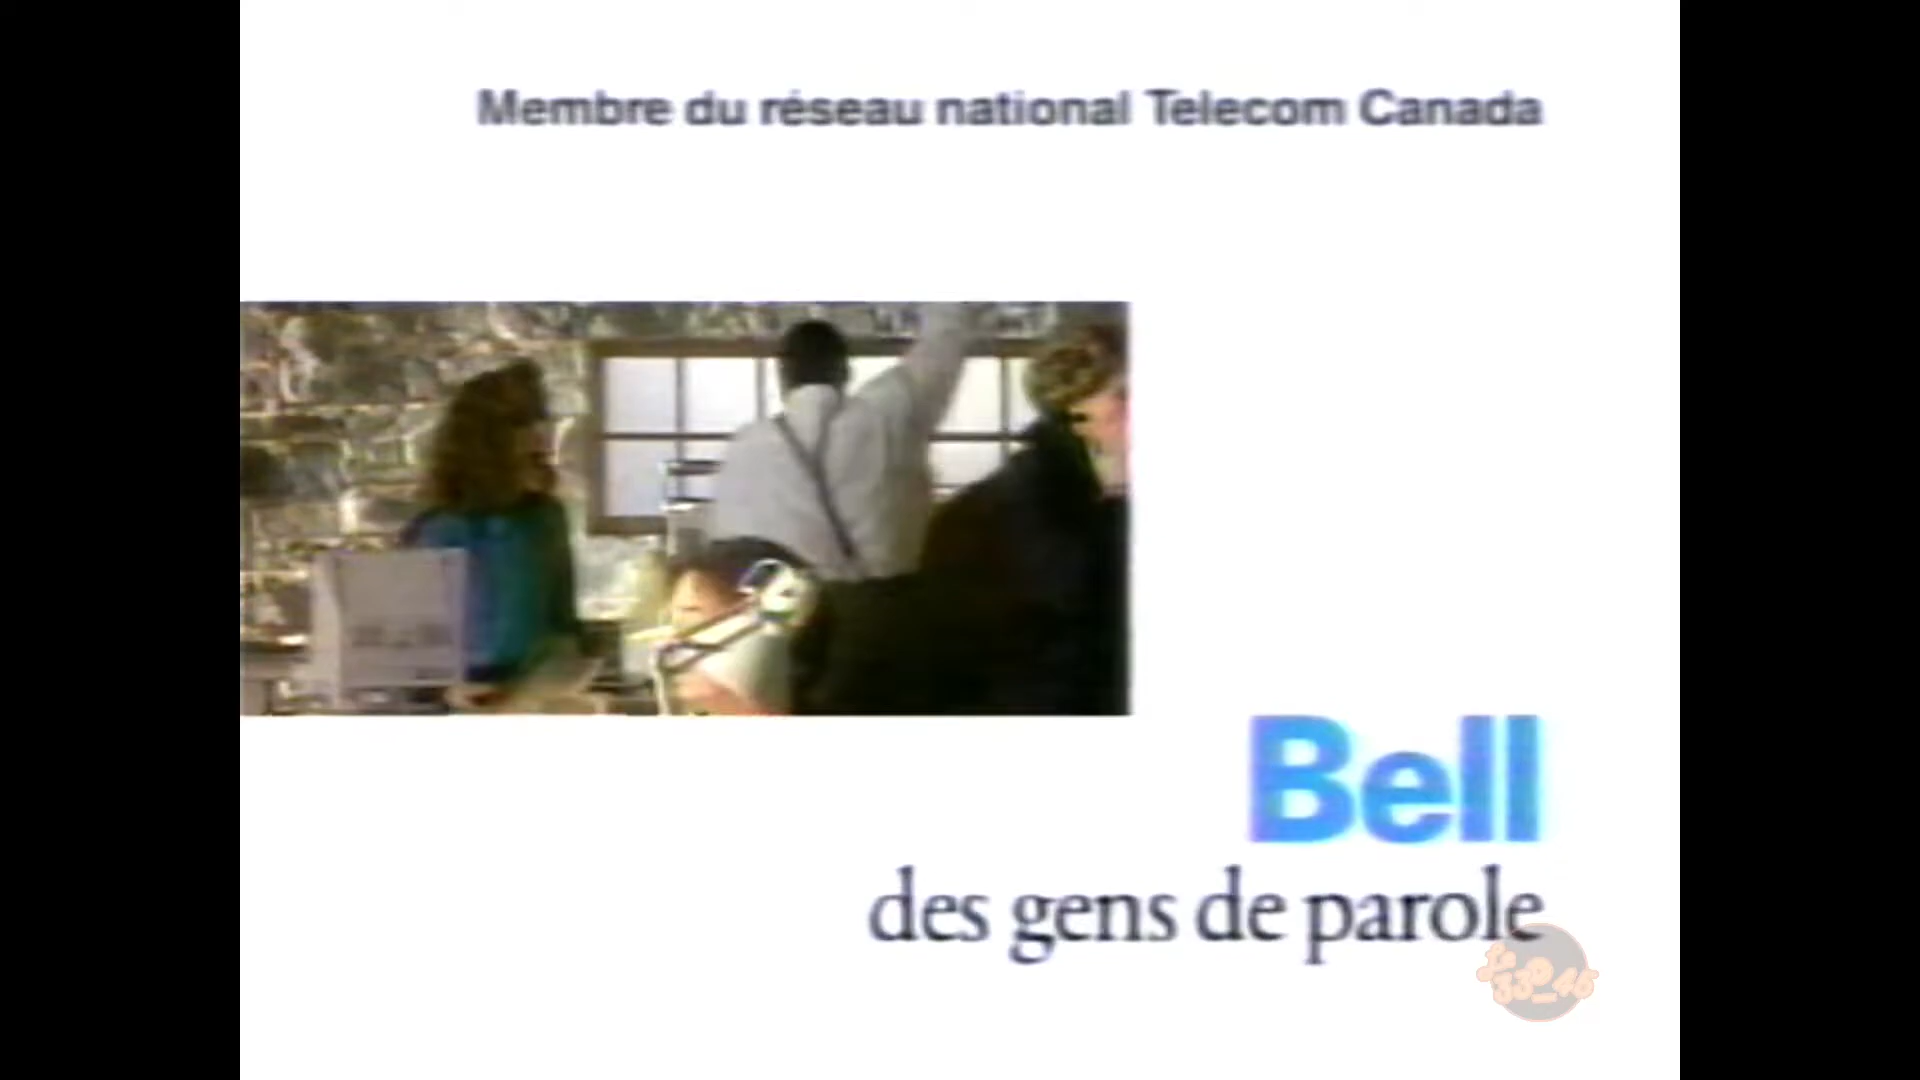 Membre du réseau national Telecom Canada
Bell
des gens de parole